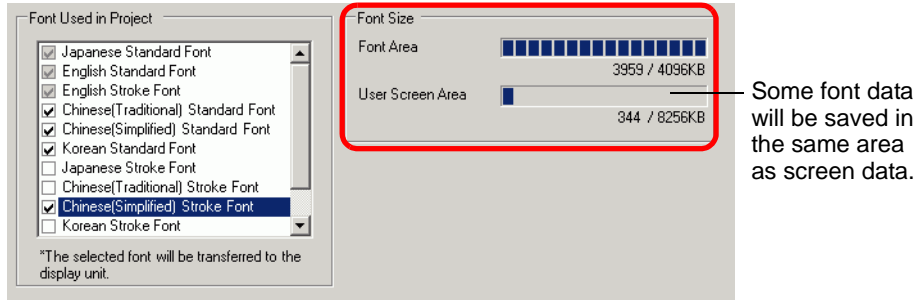 Font Used in Project
Japanese Standard Font
English Standard Font
English Stroke Font
Chinese(Traditional) Standard Font
Chinese(Simplified) Standard Font
Korean Standard Font
Japanese Stroke Font
Chinese(Traditional) Stroke Font
Chinese(Simplified) Stroke Font
Korean Stroke Font
*The selected font will be transferred to the
display unit.
Font Size
Font Area
3959 / 4096KB
User Screen Area
344 / 8256KB
Some font data
will be saved in
the same area
as screen data.